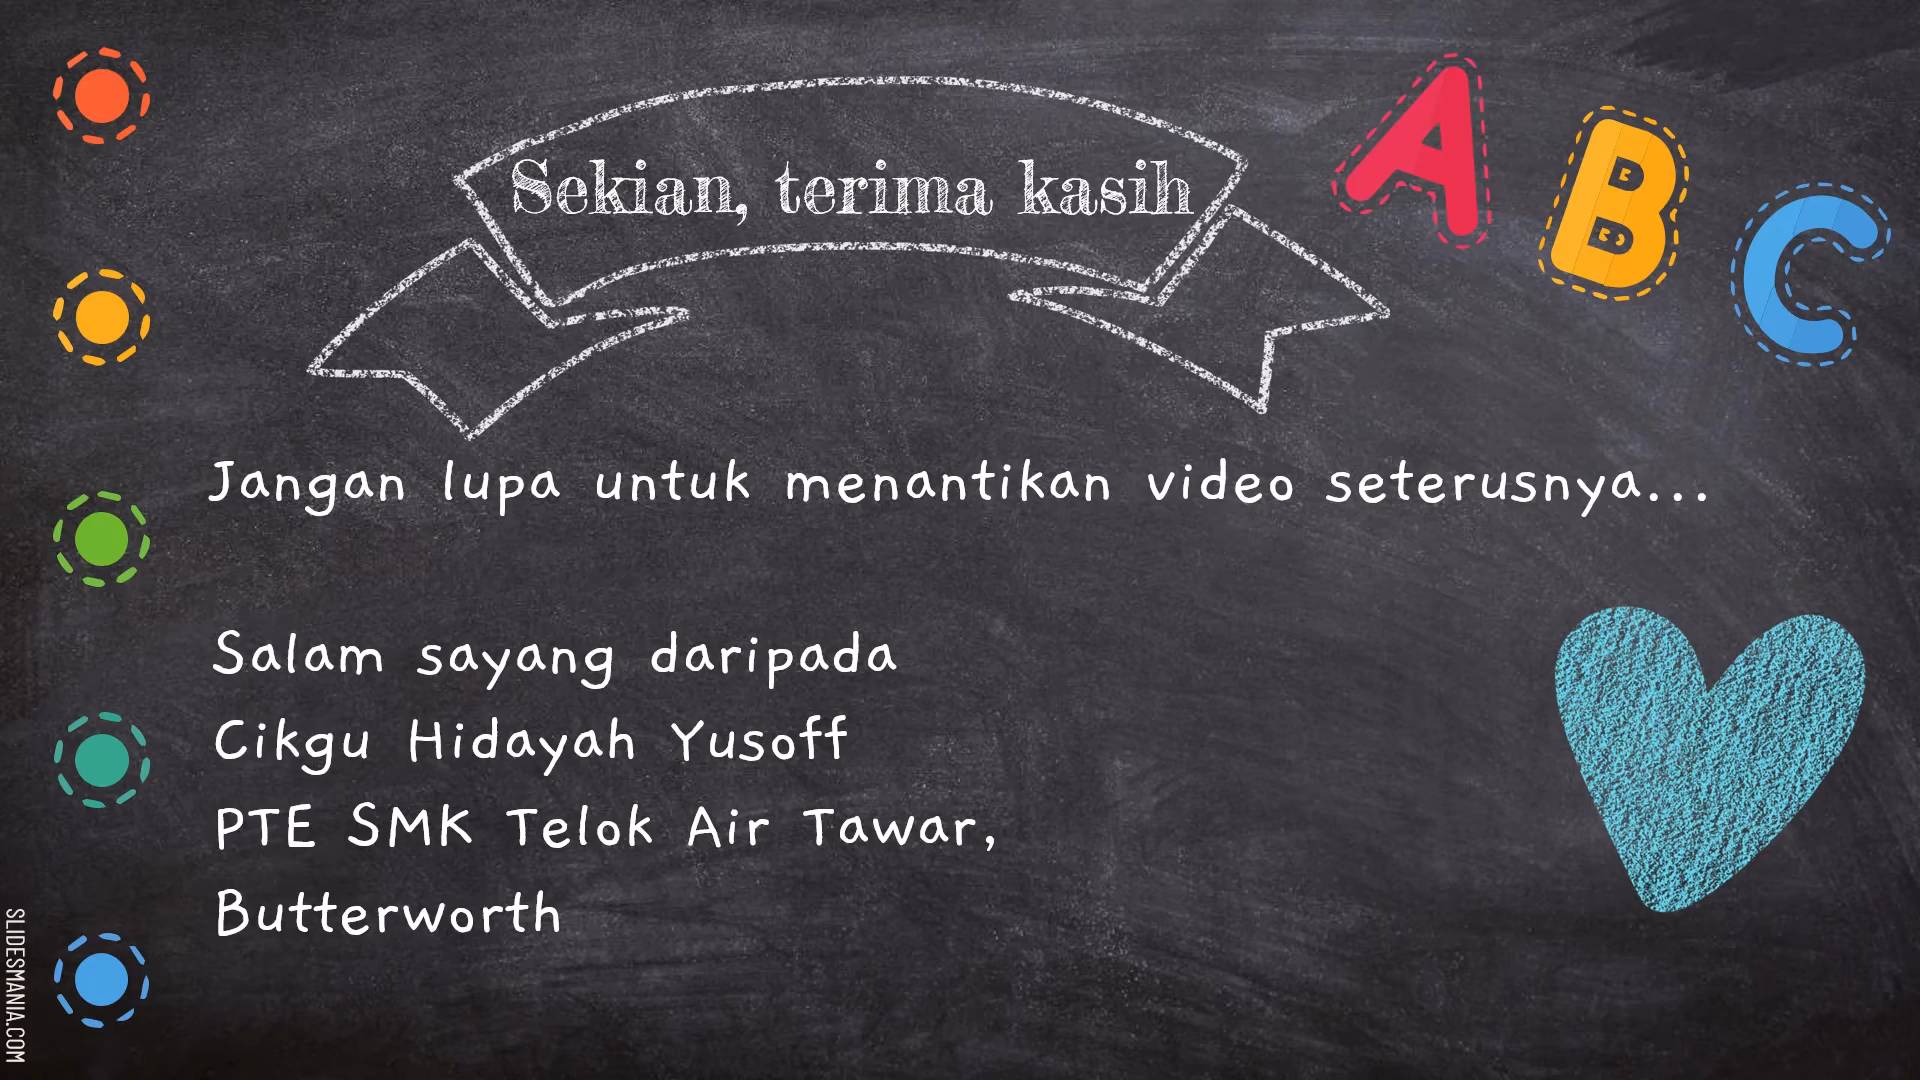 Sekian, terima kasih
A B C
Jangan lupa untuk menantikan video seterusnya...
Salam sayang daripada
Cikgu Hidayah Yusoff
PTE SMK Telok Air Tawar,
Butterworth
SLIDESMANIA.COM